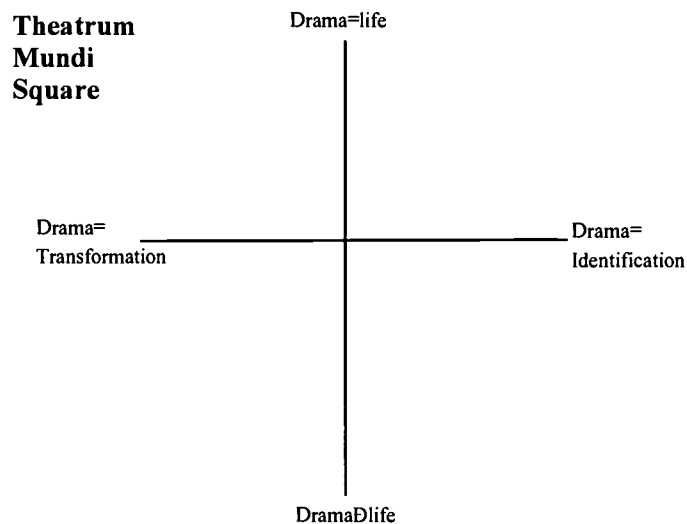 Theatrum
Mundi
Square
Drama=life
Drama=
Transformation
Drama=
Identification
DramaÐlife